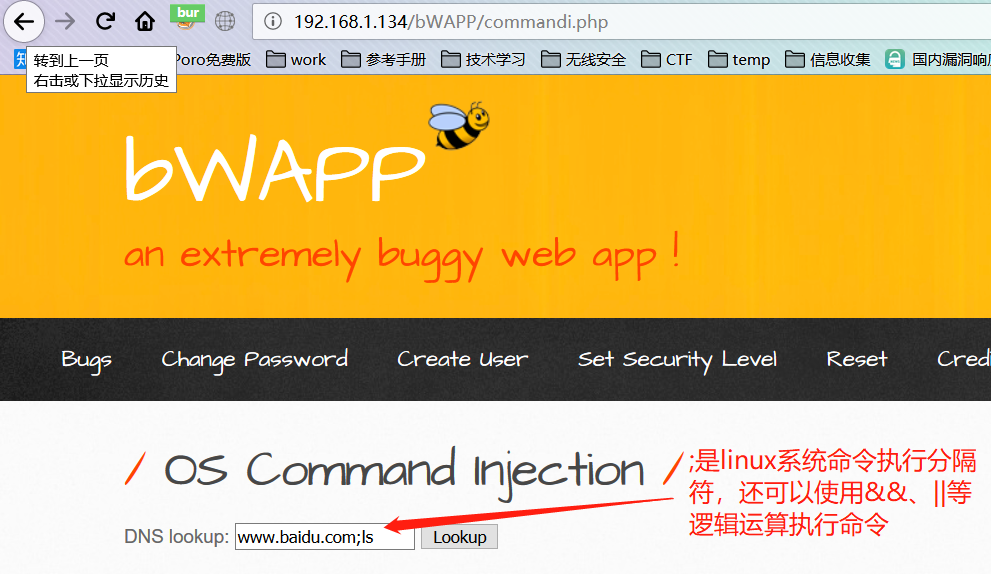 bur
192.168.1.134/bWAPP/commandi.php
转到上一页
右击或下拉显示历史
Poro免费版 work 参考手册 技术学习 无线安全 CTF temp 信息收集 国内漏洞响
bWAPP
an extremely buggy web app !
Bugs Change Password Create User Set Security Level Reset Cred
/ OS Command Injection /
;是linux系统命令执行分隔
符，还可以使用&&、||等
逻辑运算执行命令
DNS lookup: www.baidu.com;ls Lookup